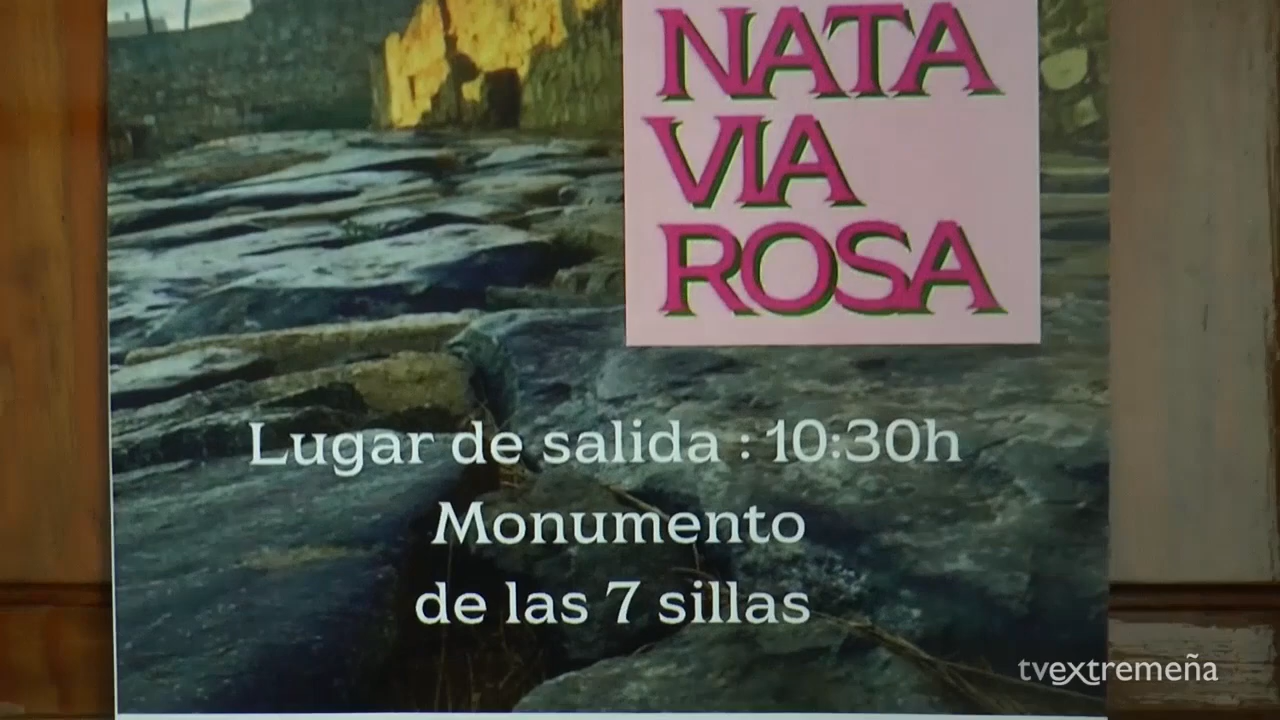 NATA
VIA
ROSA
Lugar de salida : 10:30h
Monumento
de las 7 sillas
tvextremeña